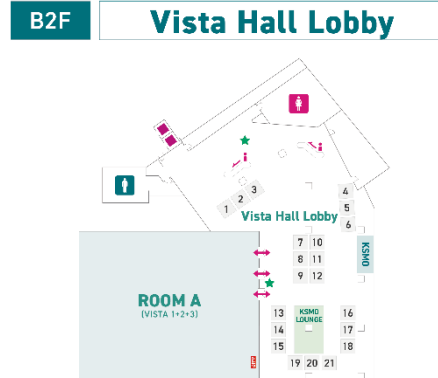 B2F
Vista Hall Lobby
3
2
1
4
5
6
Vista Hall Lobby
7 10
8 11
9 12
KSMO
ROOM A
(VISTA 1+2+3)
13
14
15
KSMO
LOUNGE
16
17
18
19 20 21